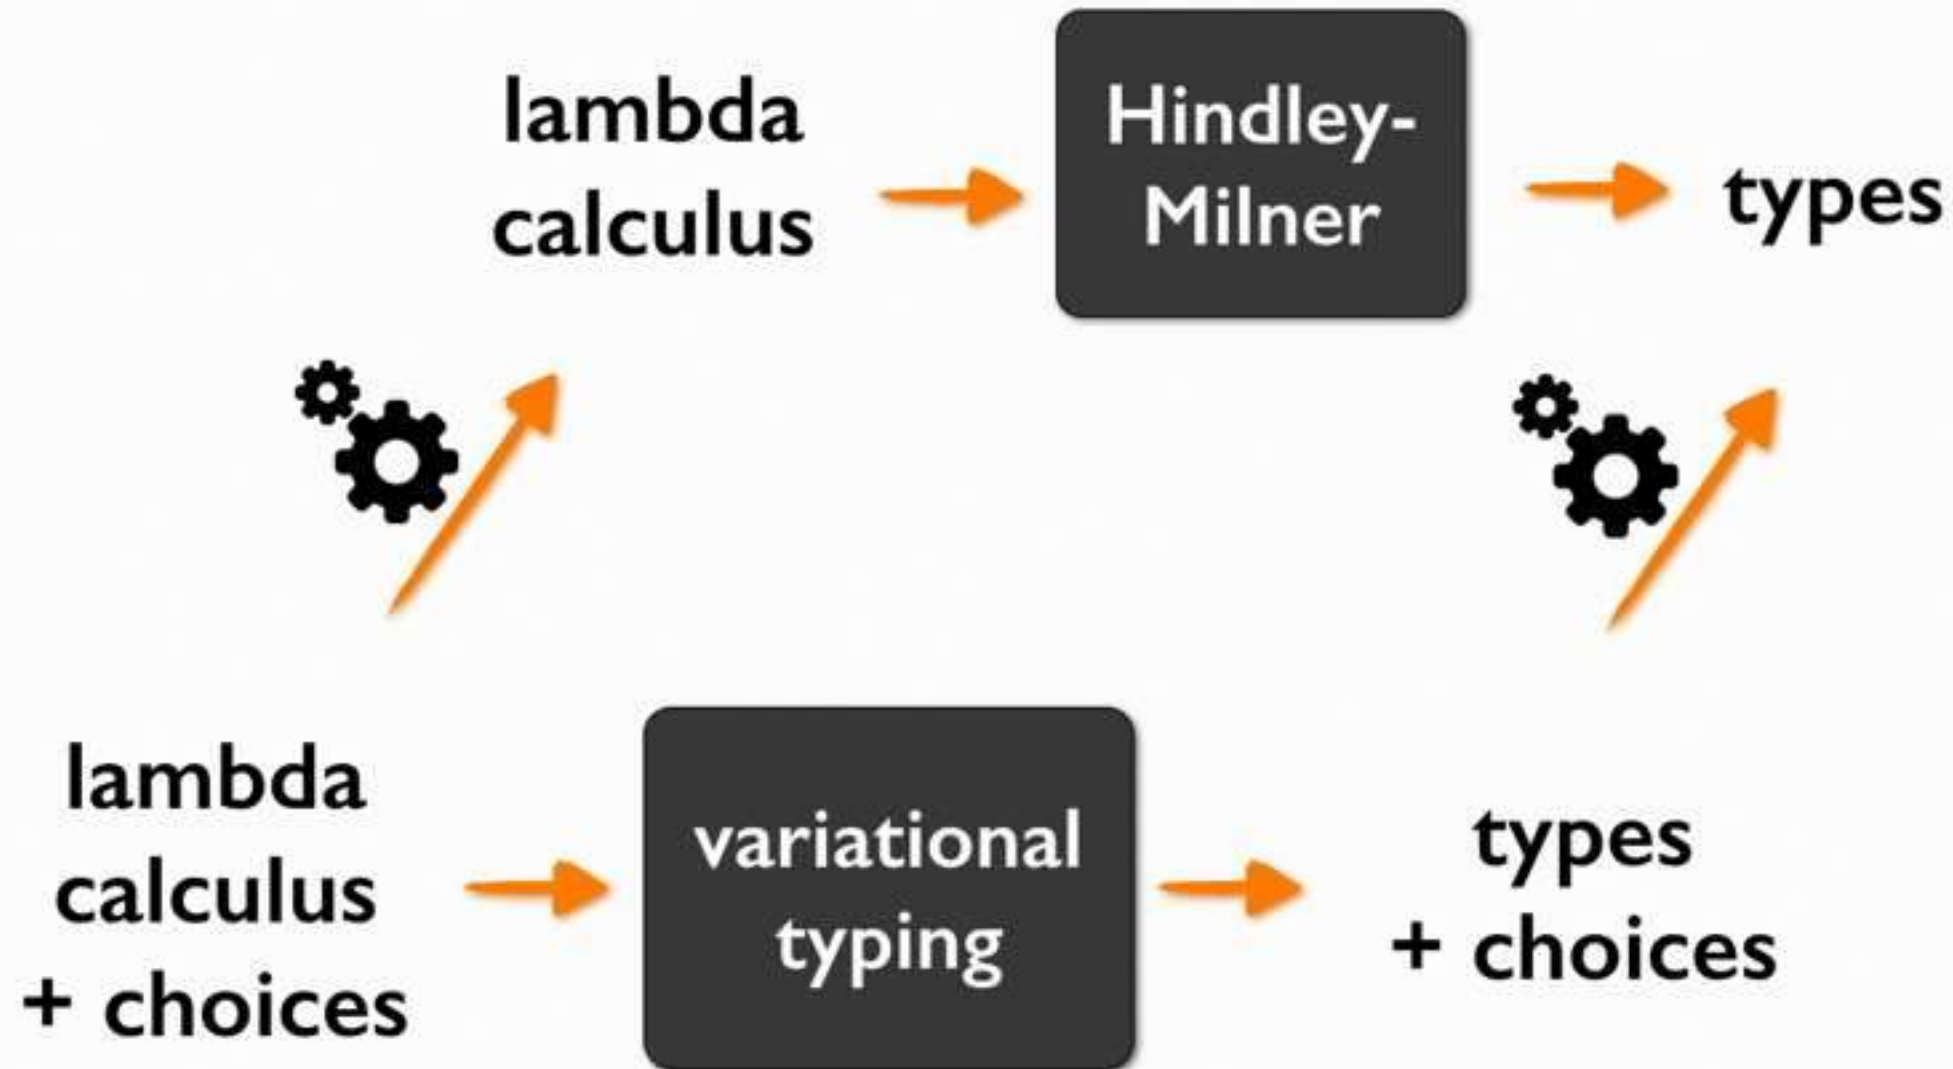 lambda
calculus
Hindley-
Milner
types
lambda
calculus
+ choices
variational
typing
types
+ choices